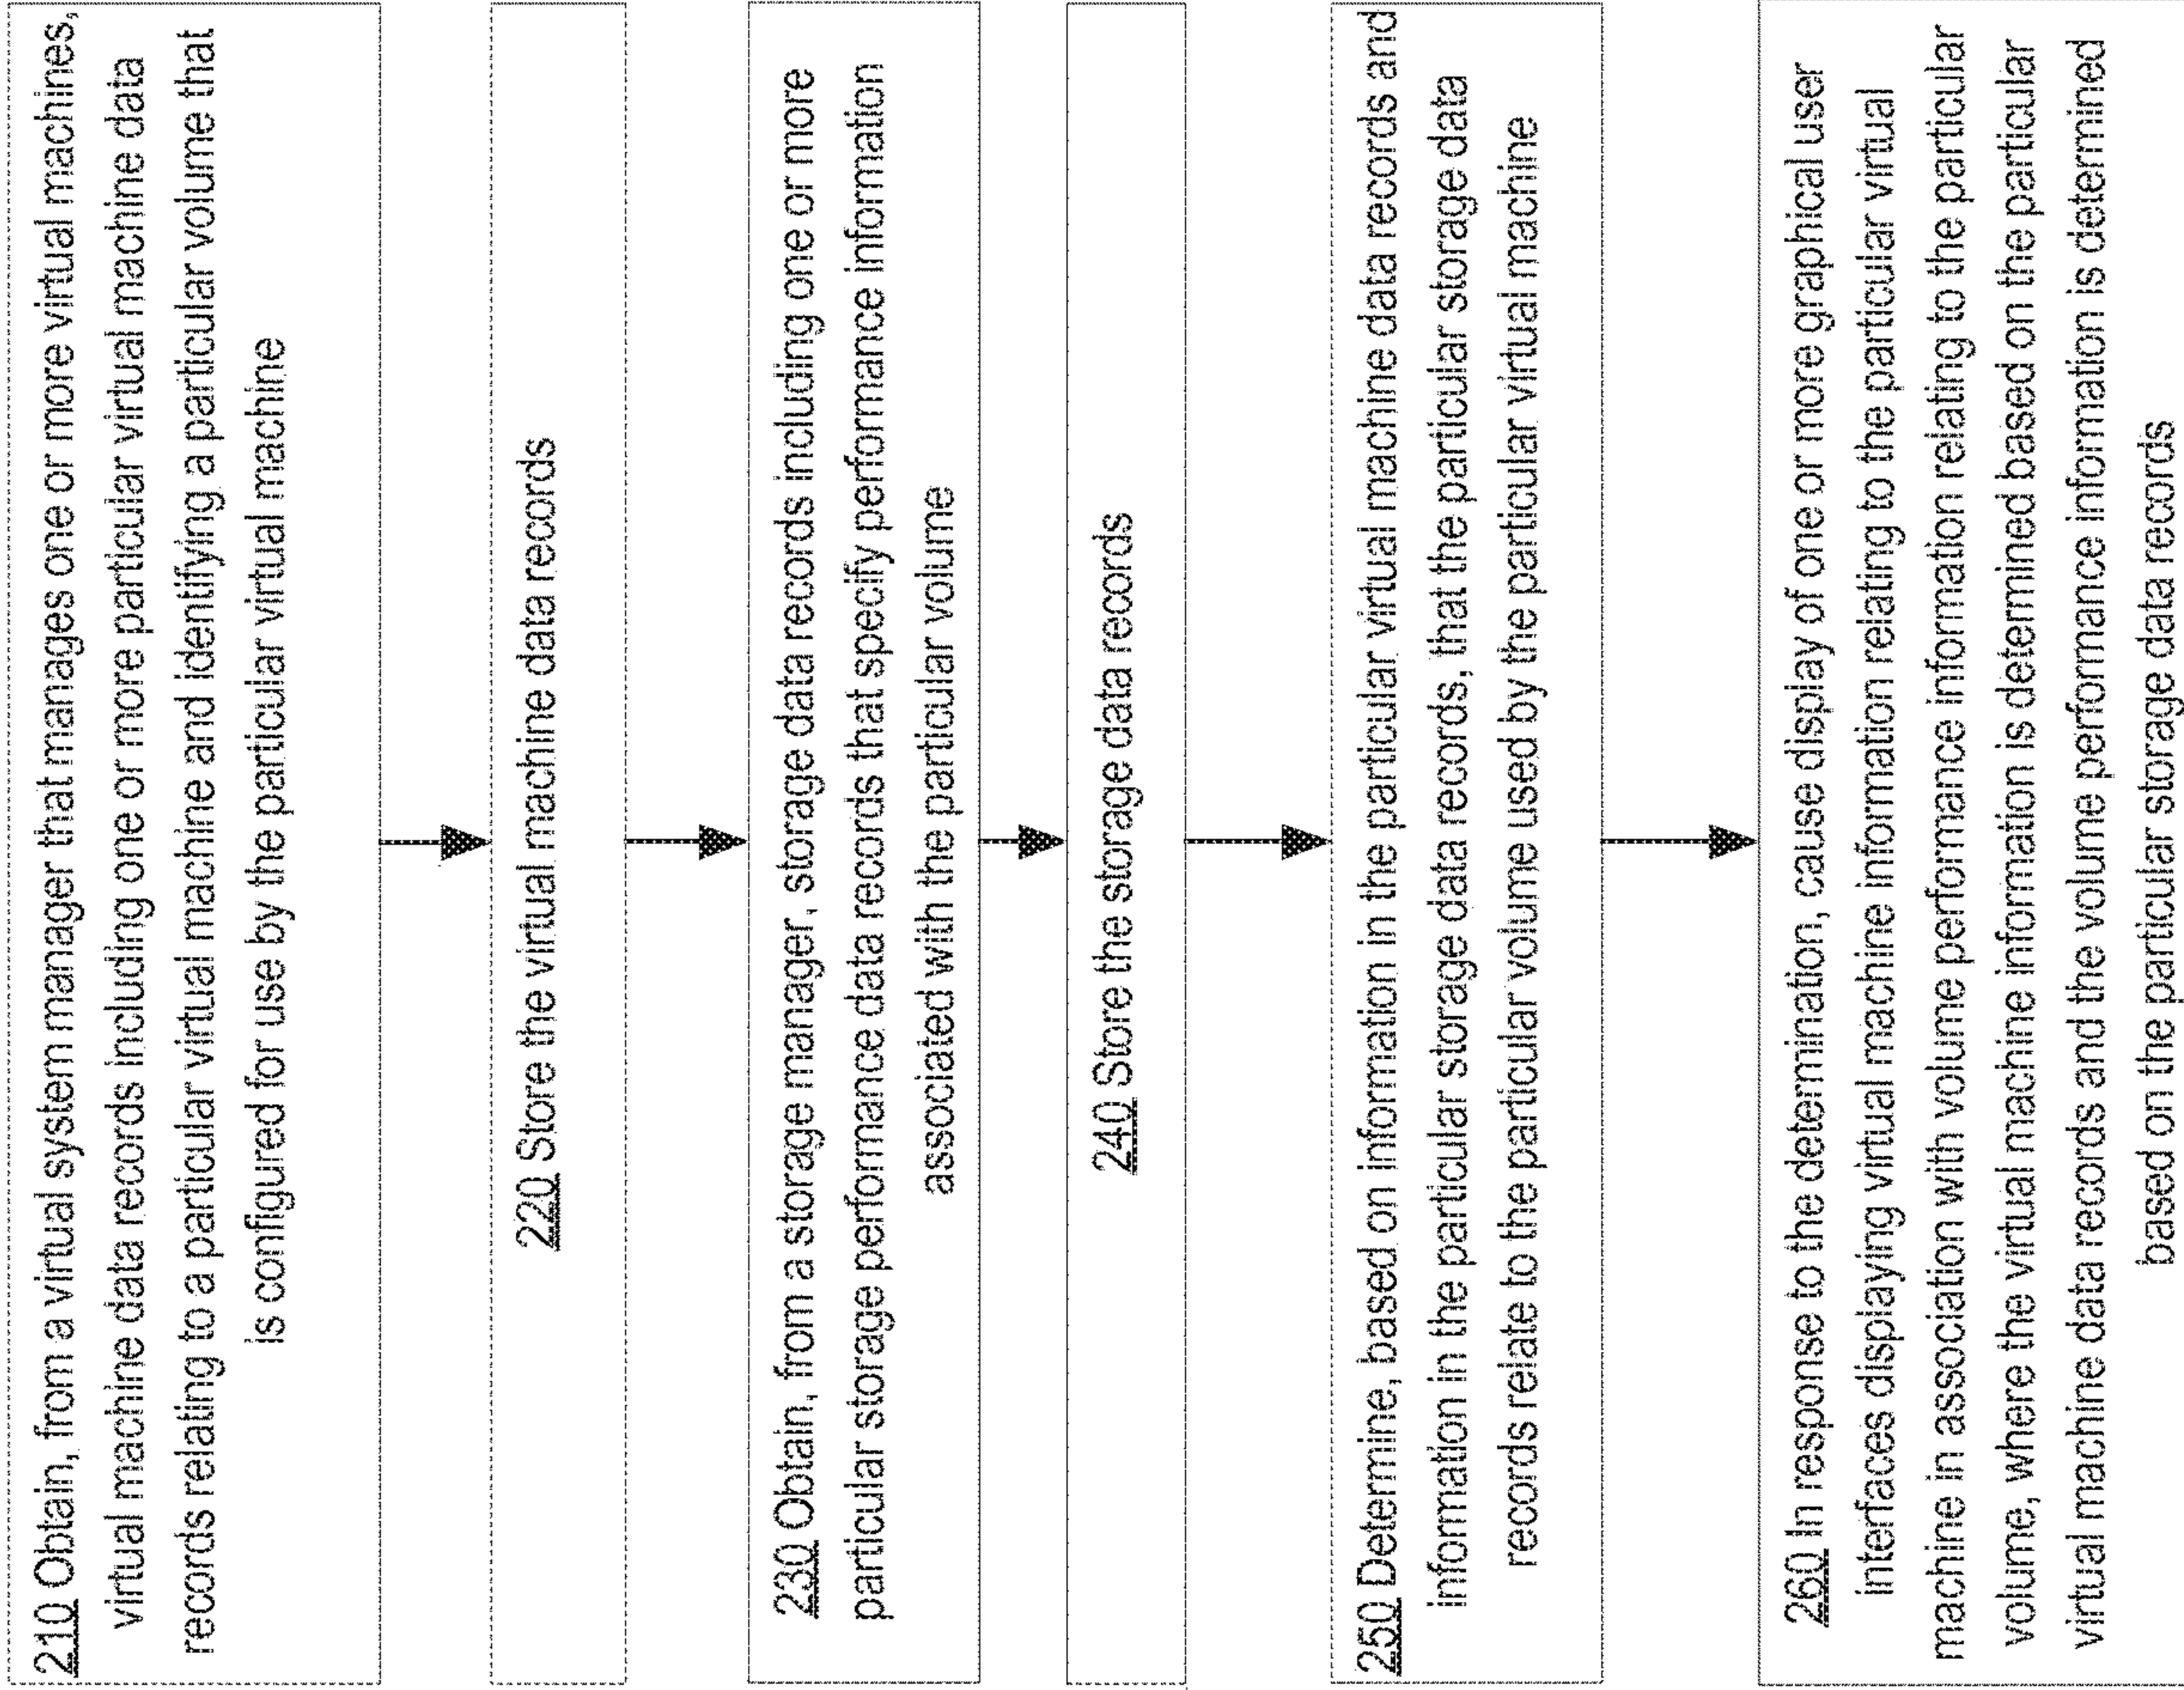 210 Obtain, from a virtual system manager that manages one or more virtual machines,
virtual machine data records including one or more particular virtual machine data
records relating to a particular virtual machine and identifying a particular volume that
is configured for use by the particular virtual machine
220 Store the virtual machine data records
230 Obtain, from a storage manager, storage data records including one or more
particular storage performance data records that specify performance information
associated with the particular volume
240 Store the storage data records
250 Determine, based on information in the particular virtual machine data records and
information in the particular storage data records, that the particular storage data
records relate to the particular volume used by the particular virtual machine
260 In response to the determination, cause display of one or more graphical user
interfaces displaying virtual machine information relating to the particular virtual
machine in association with volume performance information relating to the particular
volume, where the virtual machine information is determined based on the particular
virtual machine data records and the volume performance information is determined
based on the particular storage data records